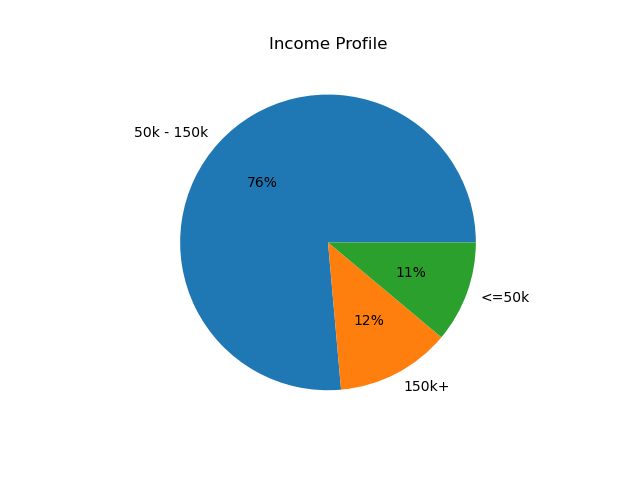 Income Profile
50k - 150k
76%
11%
<=50k
12%
150k+